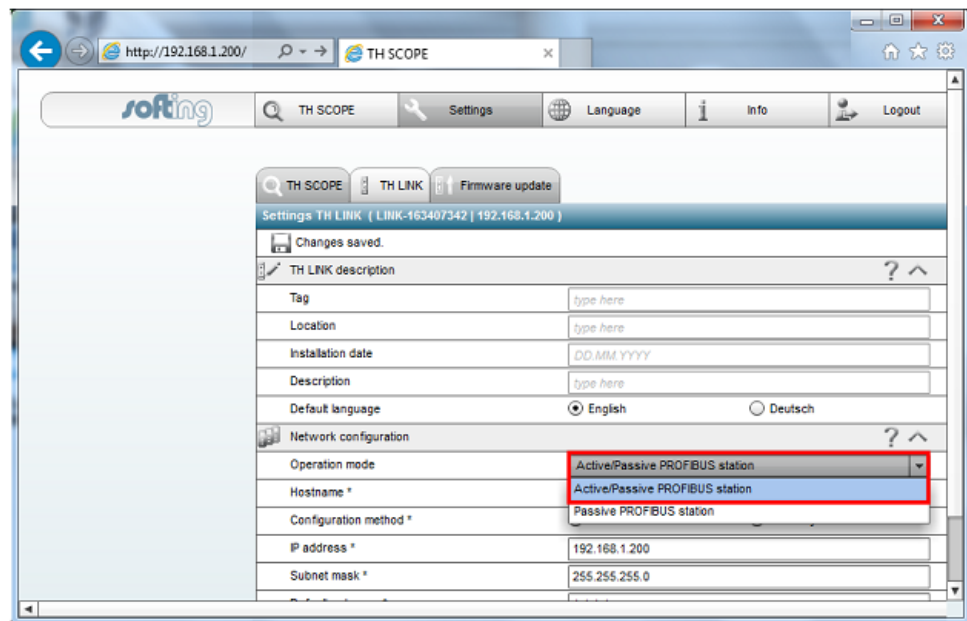 http://192.168.1.200/ TH SCOPE
softing TH SCOPE Settings Language Info Logout
TH SCOPE TH LINK Firmware update
Settings TH LINK ( LINK-163407342 | 192.168.1.200 )
Changes saved.
TH LINK description ?
Tag type here
Location type here
Installation date DD.MM.YYYY
Description type here
Default language English Deutsch
Network configuration ?
Operation mode Active/Passive PROFIBUS station
Hostname * Active/Passive PROFIBUS station
Passive PROFIBUS station
Configuration method *
IP address * 192.168.1.200
Subnet mask * 255.255.255.0